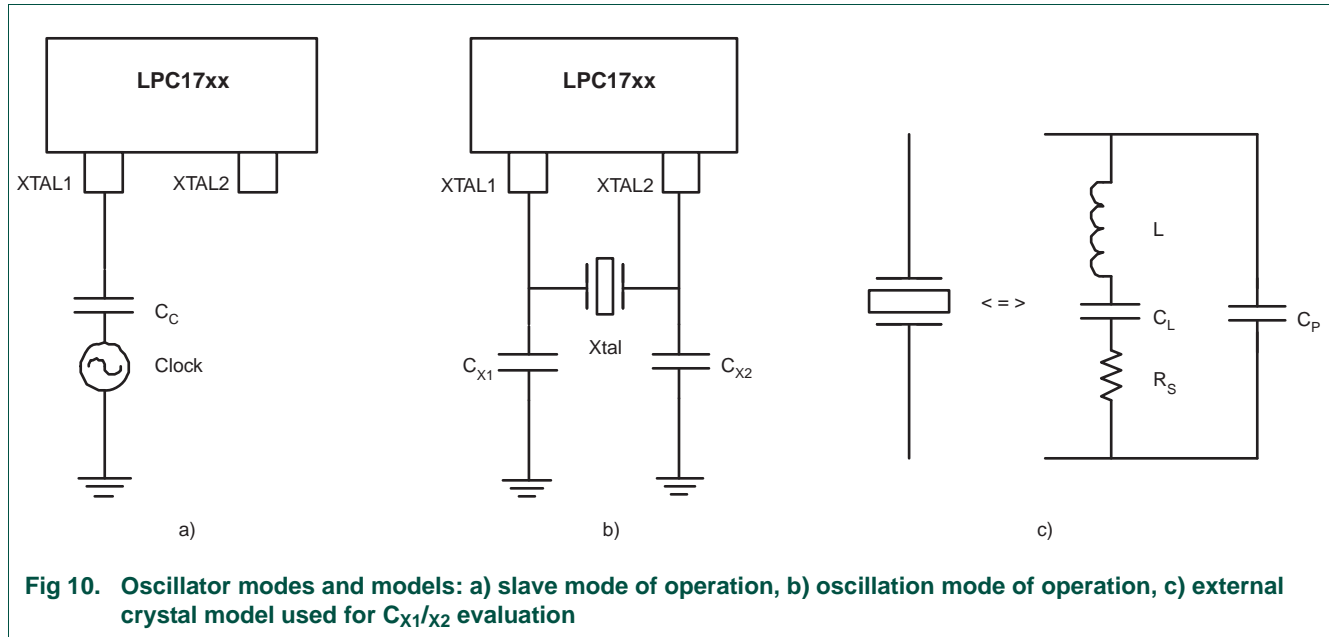 LPC17xx
LPC17xx
XTAL1
XTAL2
XTAL1
XTAL2
L
C_C
< = >
C_L
C_P
Clock
Xtal
C_X1
C_X2
R_S
a)
b)
c)
Fig 10. Oscillator modes and models: a) slave mode of operation, b) oscillation mode of operation, c) external
crystal model used for C_X1/X2 evaluation